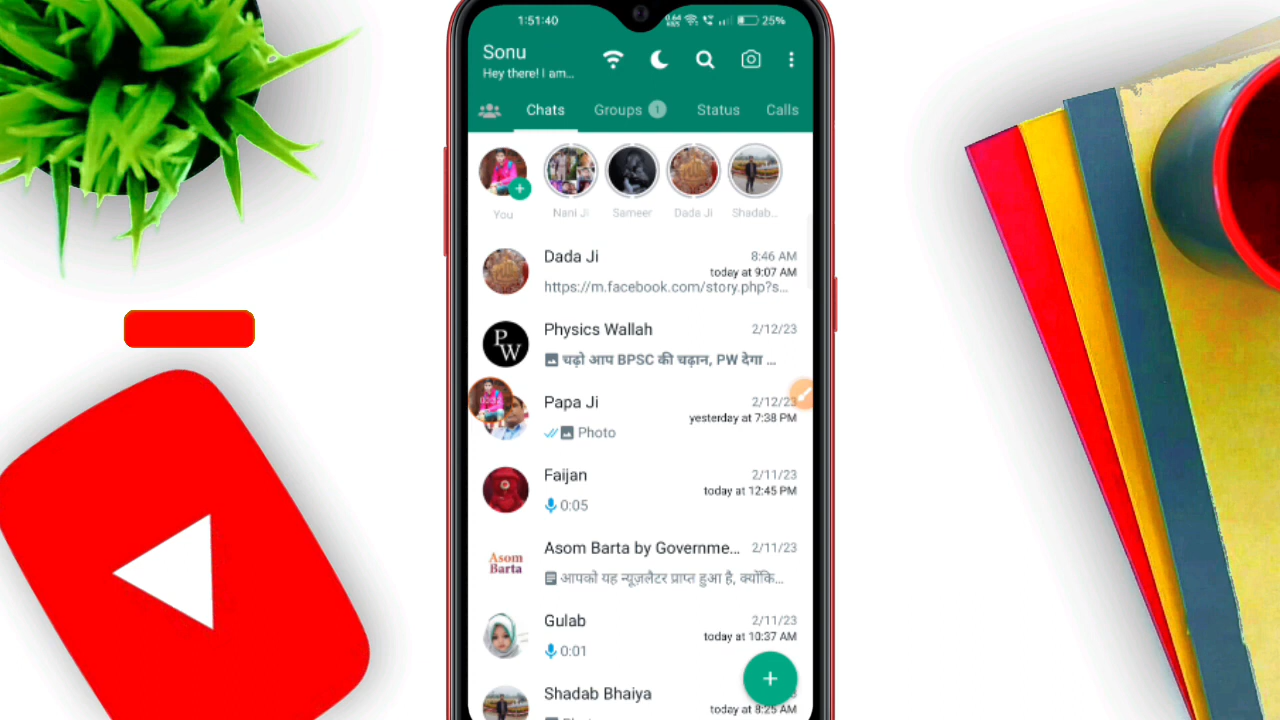 1:51:40
25%
Sonu
Hey there! I am...
Chats
Groups 1
Status
Calls
You
Nani Ji
Sameer
Dada Ji
Shadab...
Dada Ji
8:46 AM
today at 9:07 AM
https://m.facebook.com/story.php?s...
PW
Physics Wallah
2/12/23
चढ़ो आप BPSC की चढ़ान, PW देगा ...
Papa Ji
2/12/23
yesterday at 7:38 PM
Photo
Faijan
2/11/23
today at 12:45 PM
0:05
Asom
Barta
Asom Barta by Governme...
2/11/23
आपको यह न्यूज़लैटर प्राप्त हुआ है, क्योंकि...
Gulab
2/11/23
today at 10:37 AM
0:01
Shadab Bhaiya
today at 8:25 AM